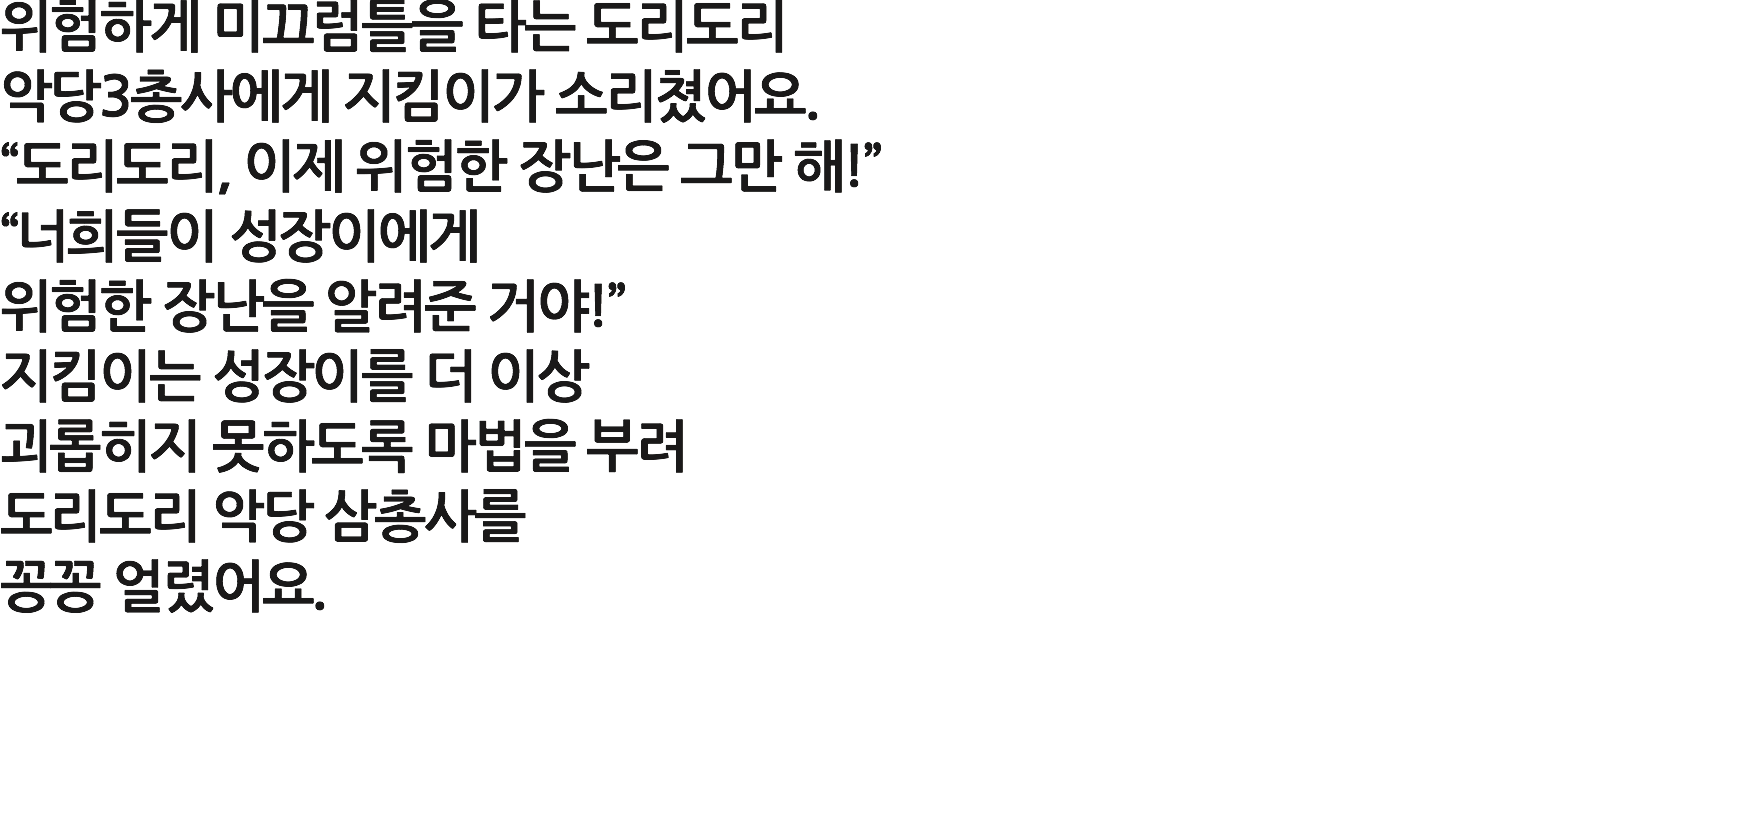 위험하게 미끄럼틀을 타는 도리도리
악당3총사에게 지킴이가 소리쳤어요.
“도리도리, 이제 위험한 장난은 그만 해!”
“너희들이 성장이에게
위험한 장난을 알려준 거야!”
지킴이는 성장이를 더 이상
괴롭히지 못하도록 마법을 부려
도리도리 악당 삼총사를
꽁꽁 얼렸어요.